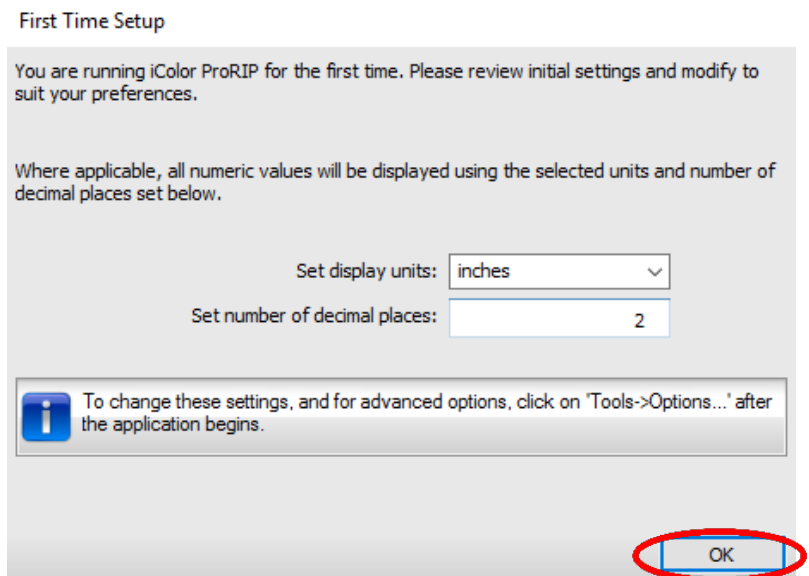 First Time Setup
You are running iColor ProRIP for the first time. Please review initial settings and modify to
suit your preferences.
Where applicable, all numeric values will be displayed using the selected units and number of
decimal places set below.
Set display units: inches
Set number of decimal places: 2
To change these settings, and for advanced options, click on 'Tools->Options...' after
the application begins.
OK